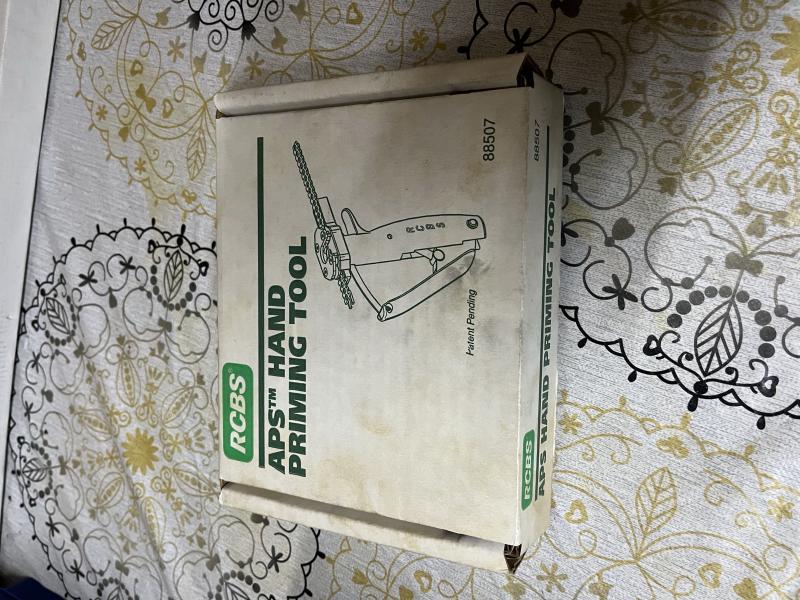 RCBS®
APS™ HAND
PRIMING TOOL
RCBS
Patent Pending
88507
RCBS
APS HAND PRIMING TOOL
88507